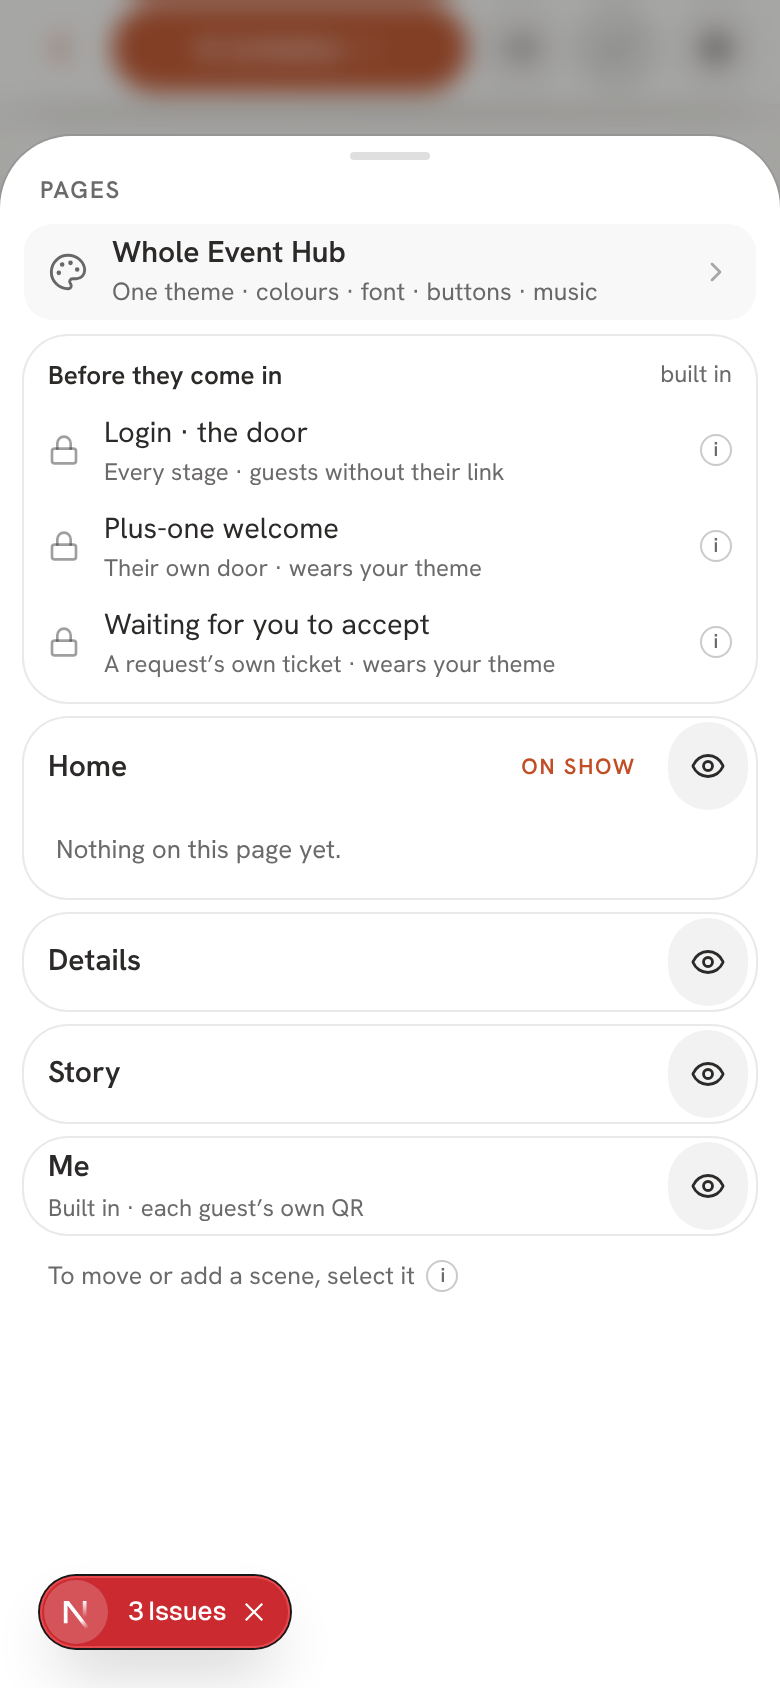 PAGES
Whole Event Hub
One theme · colours · font · buttons · music
Before they come in
built in
Login · the door
Every stage · guests without their link
i
Plus-one welcome
Their own door · wears your theme
i
Waiting for you to accept
A request’s own ticket · wears your theme
i
Home
ON SHOW
Nothing on this page yet.
Details
Story
Me
Built in · each guest’s own QR
To move or add a scene, select it i
N 3 Issues